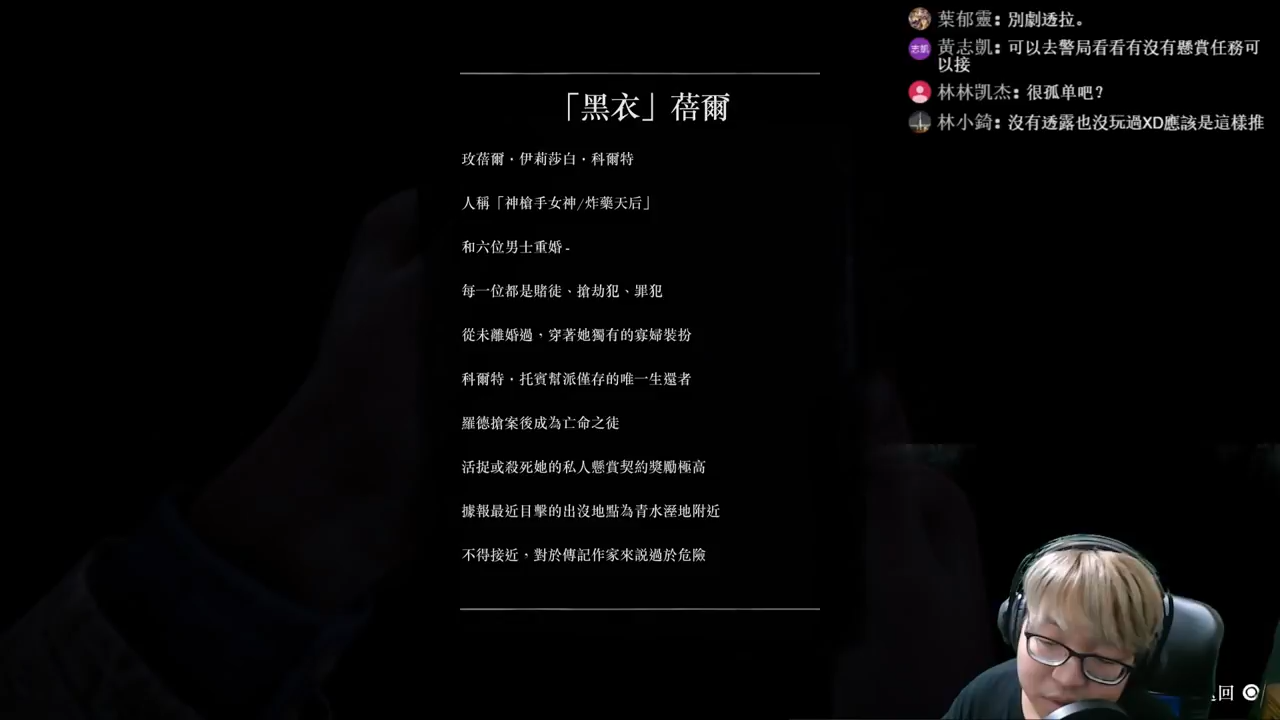 葉郁靈: 別劇透拉。
志凱 黃志凱: 可以去警局看看有沒有懸賞任務可
以接
林林凯杰: 很孤单吧?
林小錡: 沒有透露也沒玩過XD應該是這樣推
「黑衣」蓓爾
玫蓓爾·伊莉莎白·科爾特
人稱「神槍手女神/炸藥天后」
和六位男士重婚-
每一位都是賭徒、搶劫犯、罪犯
從未離婚過,穿著她獨有的寡婦裝扮
科爾特·托賓幫派僅存的唯一生還者
羅德搶案後成為亡命之徒
活捉或殺死她的私人懸賞契約獎勵極高
據報最近目擊的出沒地點為青水溼地附近
不得接近,對於傳記作家來説過於危險
回